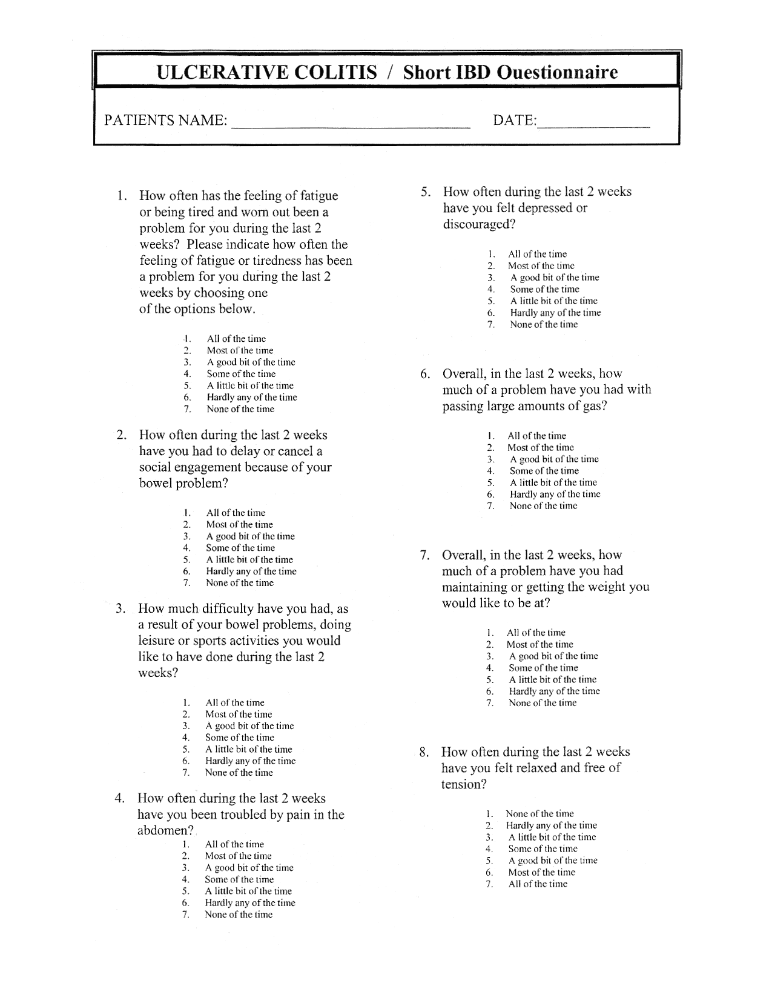 ULCERATIVE COLITIS / Short IBD Ouestionnaire
PATIENTS NAME: ______________________________ DATE:______________
1. How often has the feeling of fatigue
or being tired and worn out been a
problem for you during the last 2
weeks? Please indicate how often the
feeling of fatigue or tiredness has been
a problem for you during the last 2
weeks by choosing one
of the options below.
1. All of the time
2. Most of the time
3. A good bit of the time
4. Some of the time
5. A little bit of the time
6. Hardly any of the time
7. None of the time
2. How often during the last 2 weeks
have you had to delay or cancel a
social engagement because of your
bowel problem?
1. All of the time
2. Most of the time
3. A good bit of the time
4. Some of the time
5. A little bit of the time
6. Hardly any of the time
7. None of the time
3. How much difficulty have you had, as
a result of your bowel problems, doing
leisure or sports activities you would
like to have done during the last 2
weeks?
1. All of the time
2. Most of the time
3. A good bit of the time
4. Some of the time
5. A little bit of the time
6. Hardly any of the time
7. None of the time
4. How often during the last 2 weeks
have you been troubled by pain in the
abdomen?
1. All of the time
2. Most of the time
3. A good bit of the time
4. Some of the time
5. A little bit of the time
6. Hardly any of the time
7. None of the time
5. How often during the last 2 weeks
have you felt depressed or
discouraged?
1. All of the time
2. Most of the time
3. A good bit of the time
4. Some of the time
5. A little bit of the time
6. Hardly any of the time
7. None of the time
6. Overall, in the last 2 weeks, how
much of a problem have you had with
passing large amounts of gas?
1. All of the time
2. Most of the time
3. A good bit of the time
4. Some of the time
5. A little bit of the time
6. Hardly any of the time
7. None of the time
7. Overall, in the last 2 weeks, how
much of a problem have you had
maintaining or getting the weight you
would like to be at?
1. All of the time
2. Most of the time
3. A good bit of the time
4. Some of the time
5. A little bit of the time
6. Hardly any of the time
7. None of the time
8. How often during the last 2 weeks
have you felt relaxed and free of
tension?
1. None of the time
2. Hardly any of the time
3. A little bit of the time
4. Some of the time
5. A good bit of the time
6. Most of the time
7. All of the time